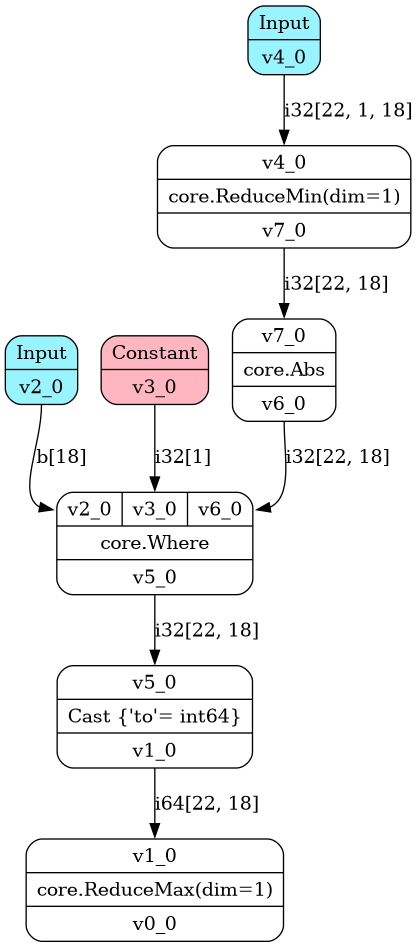 Input
v4_0
i32[22, 1, 18]
v4_0
core.ReduceMin(dim=1)
v7_0
i32[22, 18]
Input
v2_0
Constant
v3_0
v7_0
core.Abs
v6_0
b[18]
i32[1]
i32[22, 18]
v2_0 v3_0 v6_0
core.Where
v5_0
i32[22, 18]
v5_0
Cast {'to'= int64}
v1_0
i64[22, 18]
v1_0
core.ReduceMax(dim=1)
v0_0